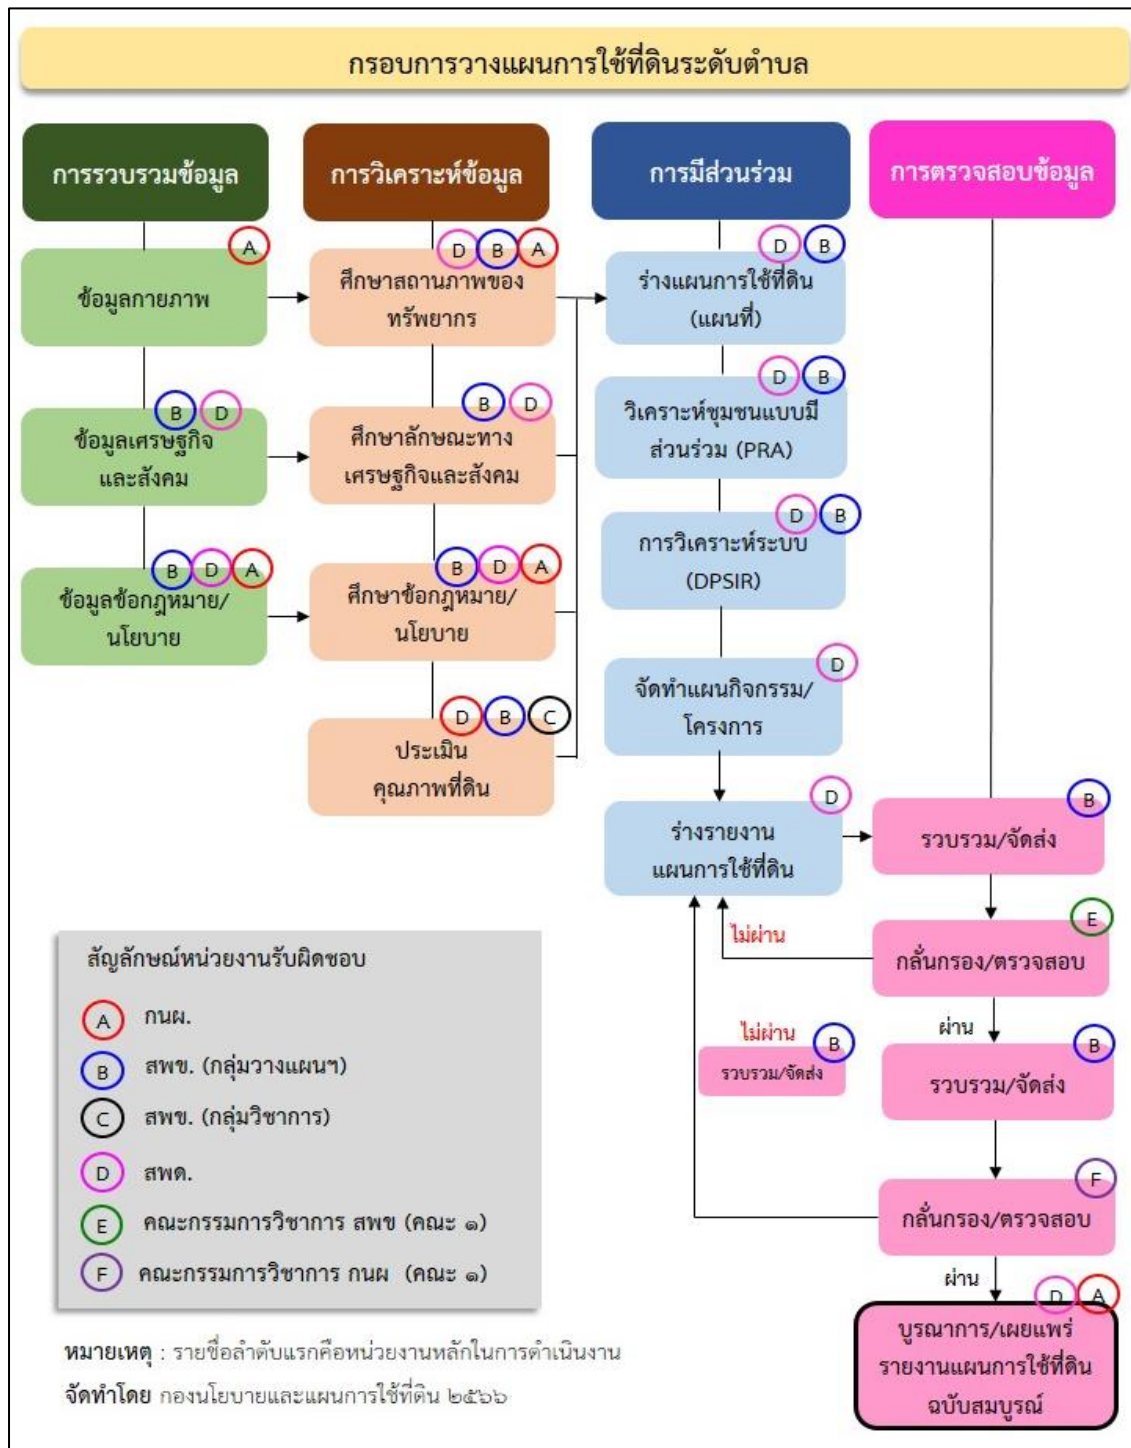 กรอบการวางแผนการใช้ที่ดินระดับตำบล
การรวบรวมข้อมูล
A
ข้อมูลกายภาพ
B D
ข้อมูลเศรษฐกิจ
และสังคม
B D A
ข้อมูลข้อกฎหมาย/
นโยบาย
การวิเคราะห์ข้อมูล
D B A
ศึกษาสถานภาพของ
ทรัพยากร
B D
ศึกษาลักษณะทาง
เศรษฐกิจและสังคม
B D A
ศึกษาข้อกฎหมาย/
นโยบาย
D B C
ประเมิน
คุณภาพที่ดิน
การมีส่วนร่วม
D B
ร่างแผนการใช้ที่ดิน
(แผนที่)
D B
วิเคราะห์ชุมชนแบบมี
ส่วนร่วม (PRA)
D B
การวิเคราะห์ระบบ
(DPSIR)
D
จัดทำแผนกิจกรรม/
โครงการ
D
ร่างรายงาน
แผนการใช้ที่ดิน
การตรวจสอบข้อมูล
B
รวบรวม/จัดส่ง
E
กลั่นกรอง/ตรวจสอบ
ไม่ผ่าน
ผ่าน
B
รวบรวม/จัดส่ง
ไม่ผ่าน
B
รวบรวม/จัดส่ง
F
กลั่นกรอง/ตรวจสอบ
ผ่าน
D A
บูรณาการ/เผยแพร่
รายงานแผนการใช้ที่ดิน
ฉบับสมบูรณ์
สัญลักษณ์หน่วยงานรับผิดชอบ
A กนผ.
B สพข. (กลุ่มวางแผนฯ)
C สพข. (กลุ่มวิชาการ)
D สพด.
E คณะกรรมการวิชาการ สพข (คณะ ๑)
F คณะกรรมการวิชาการ กนผ (คณะ ๑)
หมายเหตุ : รายชื่อลำดับแรกคือหน่วยงานหลักในการดำเนินงาน
จัดทำโดย กองนโยบายและแผนการใช้ที่ดิน ๒๕๖๖